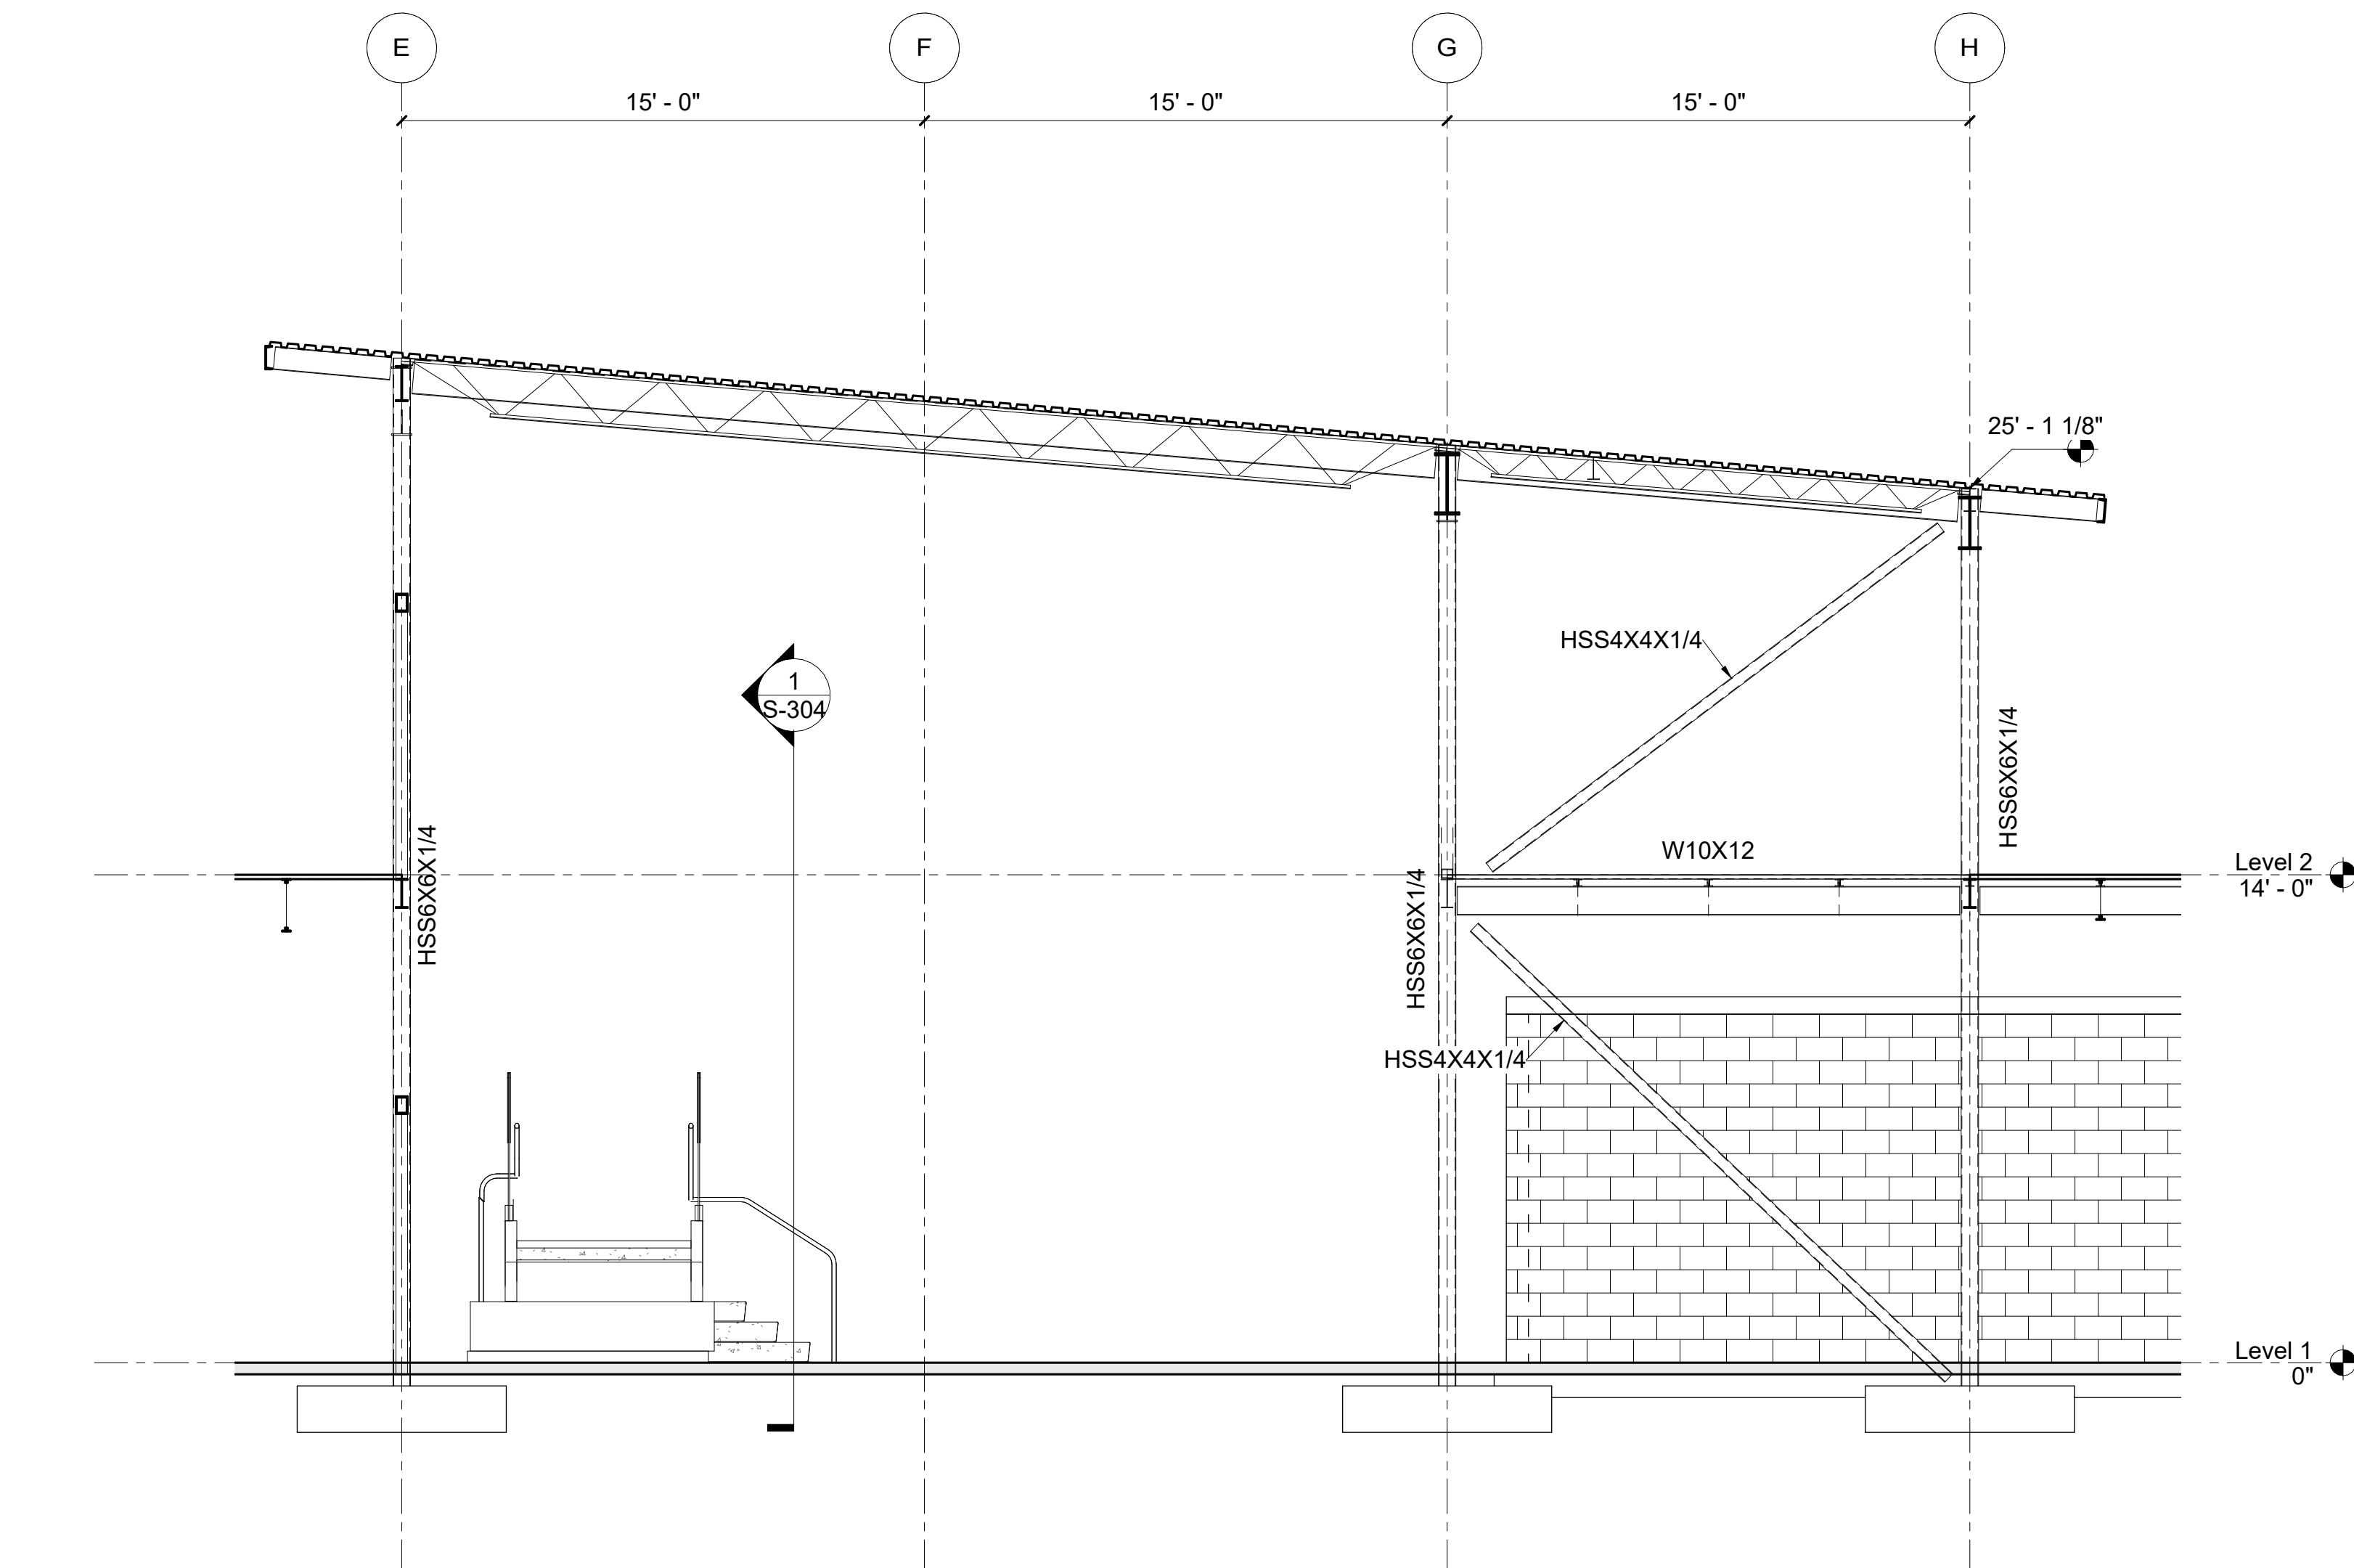 E
F
G
H
15' - 0"
15' - 0"
15' - 0"
25' - 1 1/8"
HSS4X4X1/4
1
S-304
HSS6X6X1/4
HSS6X6X1/4
W10X12
HSS6X6X1/4
Level 2
14' - 0"
HSS4X4X1/4
Level 1
0"